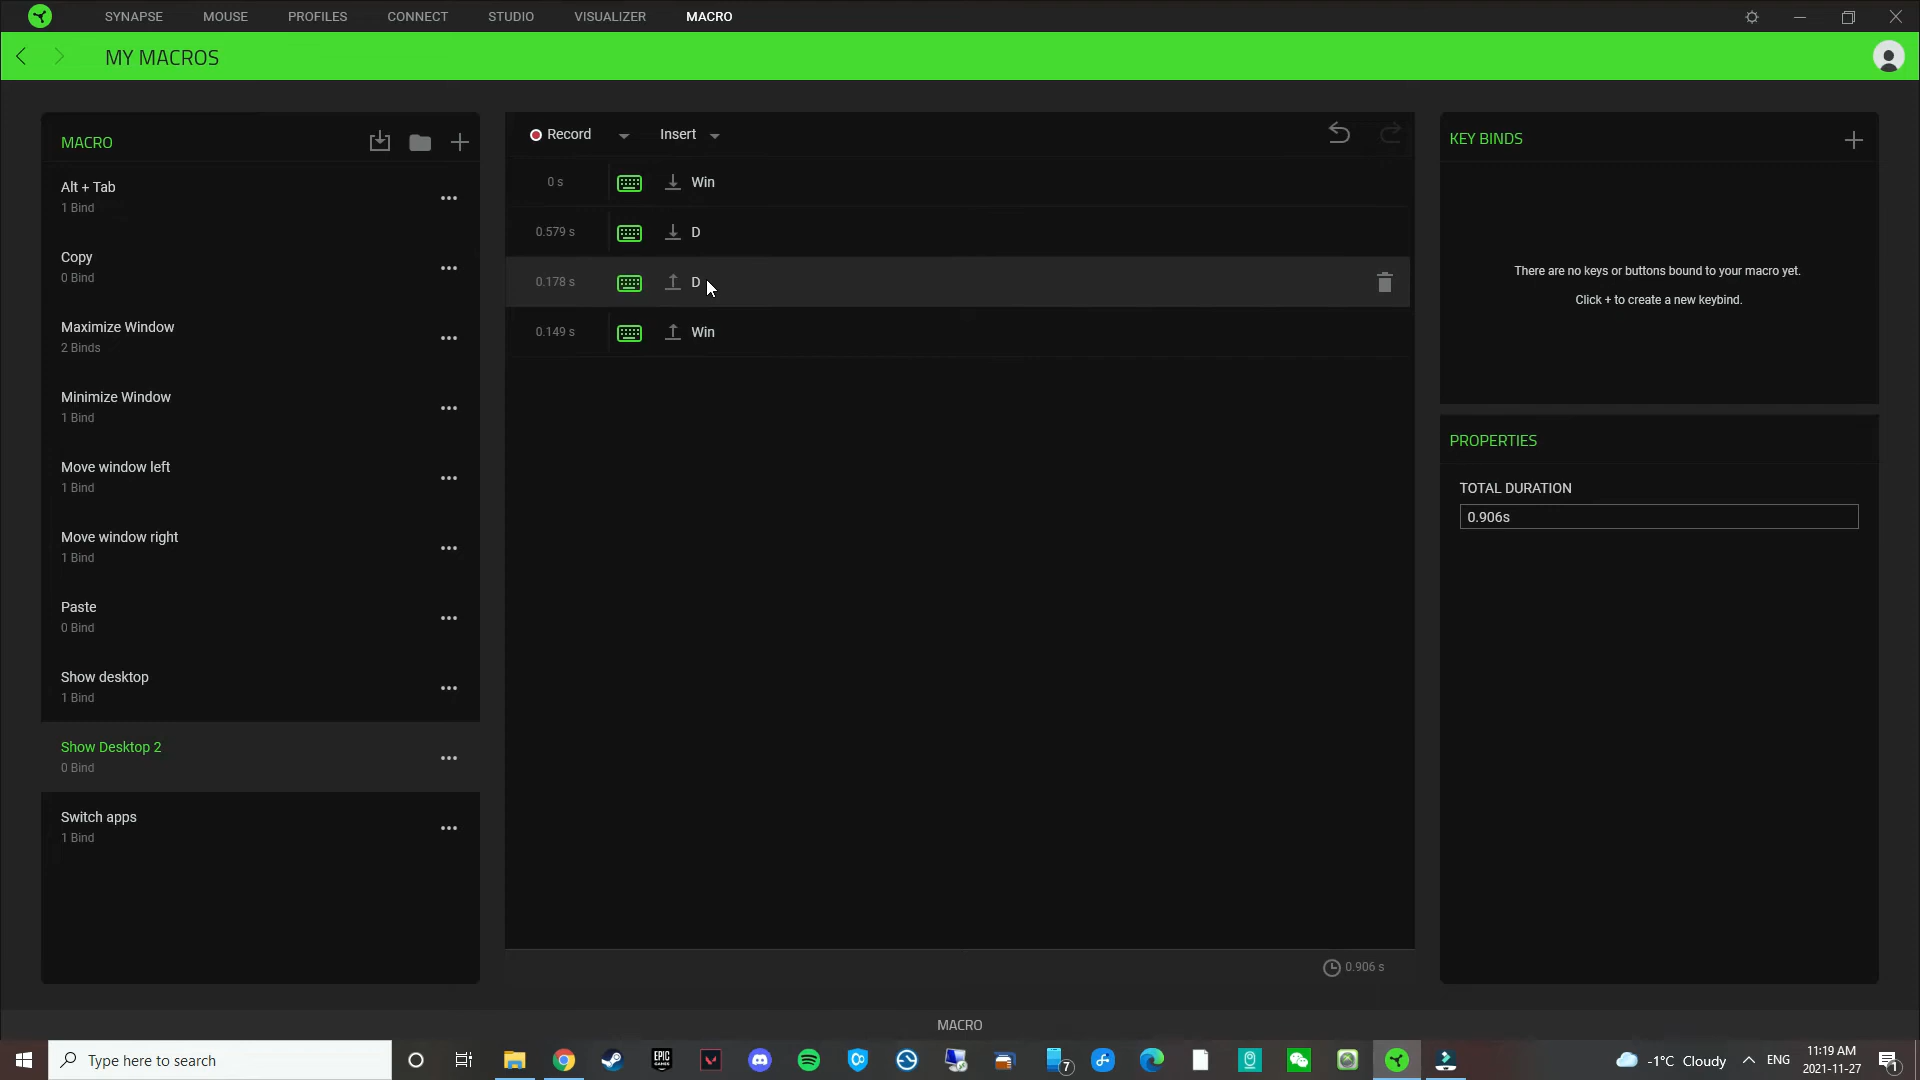 SYNAPSE MOUSE PROFILES CONNECT STUDIO VISUALIZER MACRO
MY MACROS
MACRO
Alt + Tab
1 Bind
Copy
0 Bind
Maximize Window
2 Binds
Minimize Window
1 Bind
Move window left
1 Bind
Move window right
1 Bind
Paste
0 Bind
Show desktop
1 Bind
Show Desktop 2
0 Bind
Switch apps
1 Bind
Record Insert
0 s Win
0.579 s D
0.178 s D
0.149 s Win
0.906 s
KEY BINDS
There are no keys or buttons bound to your macro yet.
Click + to create a new keybind.
PROPERTIES
TOTAL DURATION
0.906s
MACRO
Type here to search
EPIC
GAMES
7
-1°C Cloudy
ENG
11:19 AM
2021-11-27
1